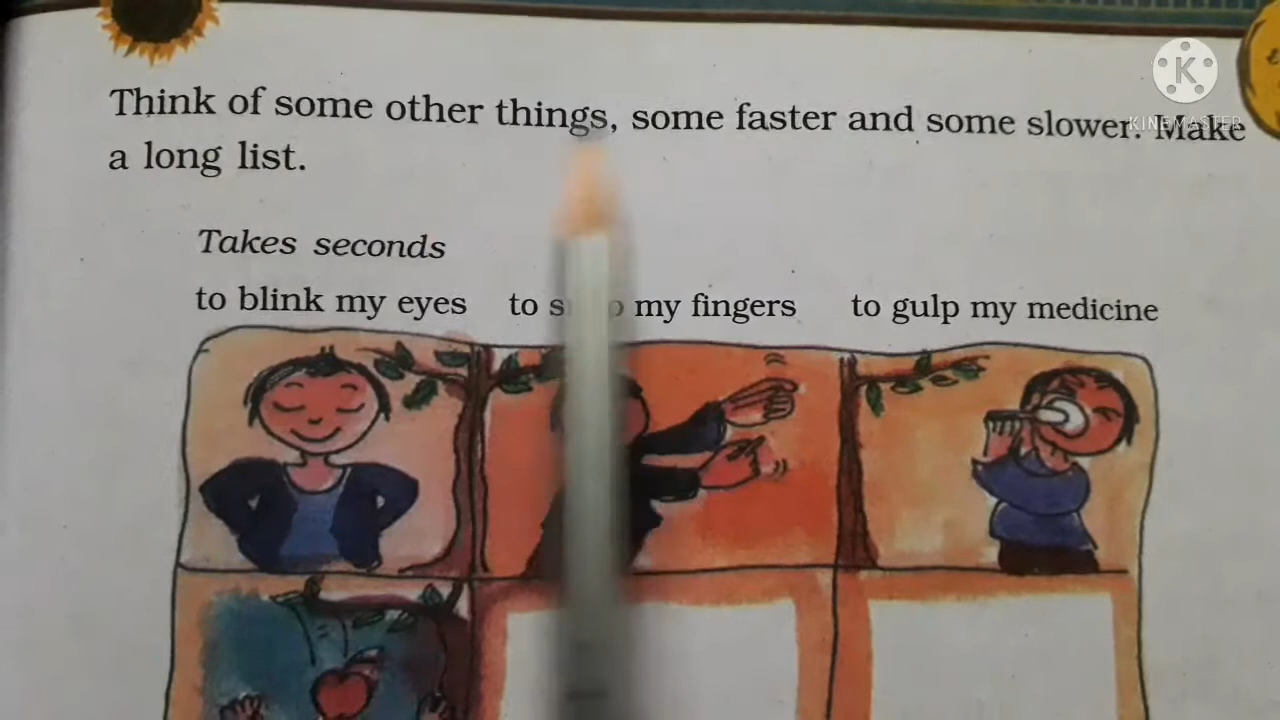 Think of some other things, some faster and some slower. Make
a long list.
Takes seconds
to blink my eyes to my fingers to gulp my medicine
K
KINEMASTER